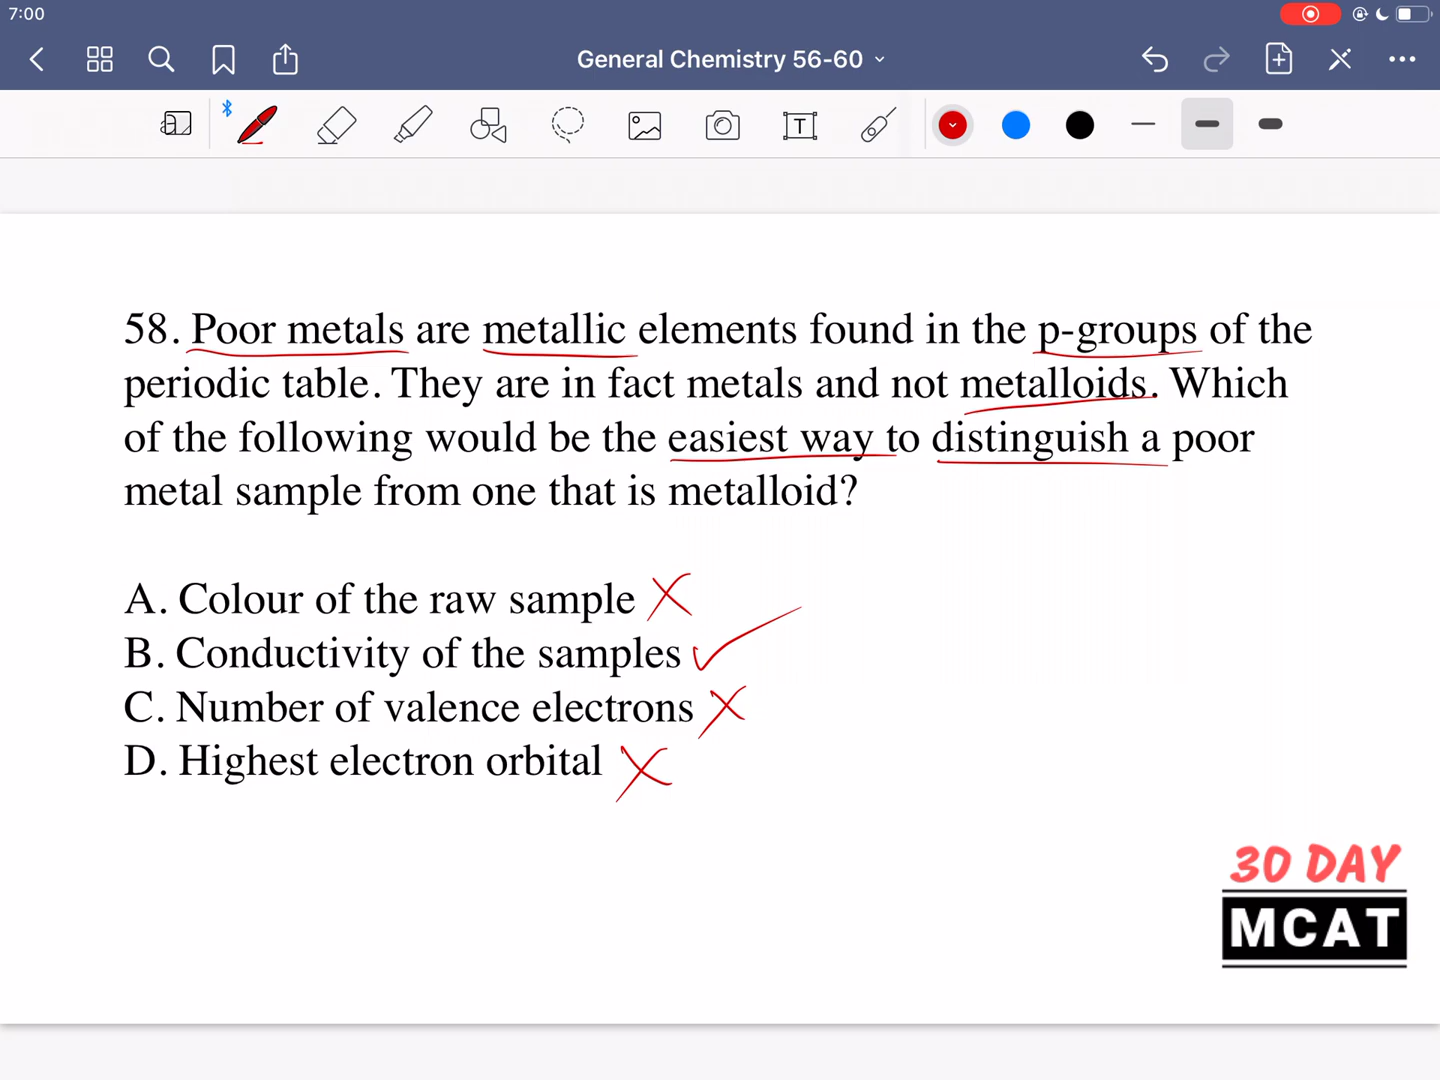 7:00
General Chemistry 56-60
T
58. Poor metals are metallic elements found in the p-groups of the
periodic table. They are in fact metals and not metalloids. Which
of the following would be the easiest way to distinguish a poor
metal sample from one that is metalloid?
A. Colour of the raw sample
B. Conductivity of the samples
C. Number of valence electrons
D. Highest electron orbital
30 DAY
MCAT